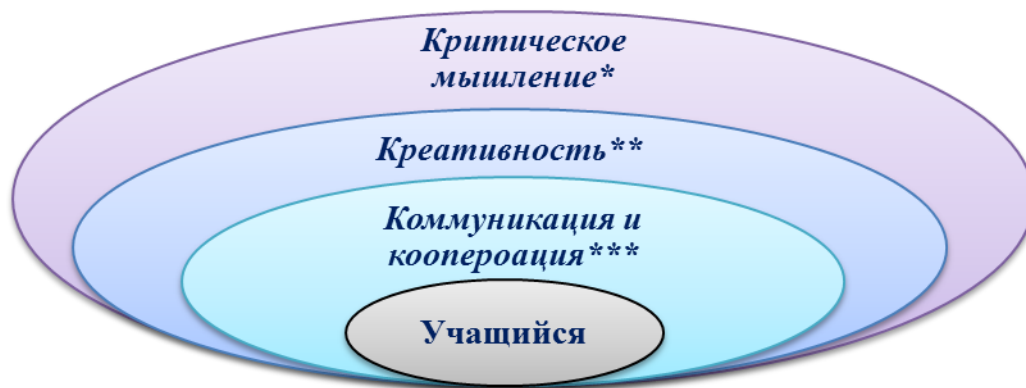 Критическое
мышление*
Креативность**
Коммуникация и
коопероация***
Учащийся